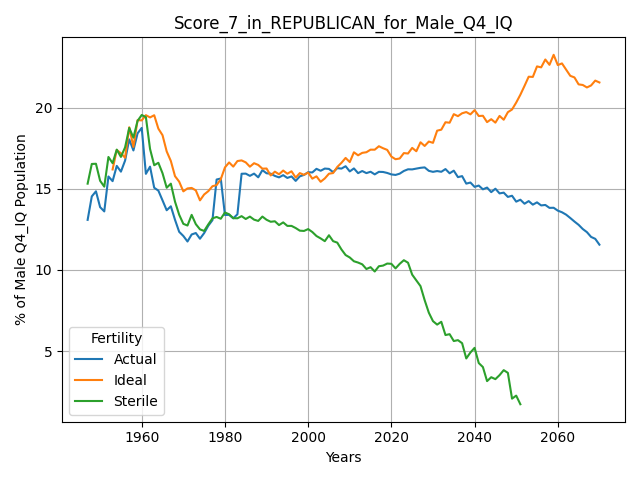 Score_7_in_REPUBLICAN_for_Male_Q4_IQ
% of Male Q4_IQ Population
20
15
10
5
Fertility
Actual
Ideal
Sterile
1960 1980 2000 2020 2040 2060
Years